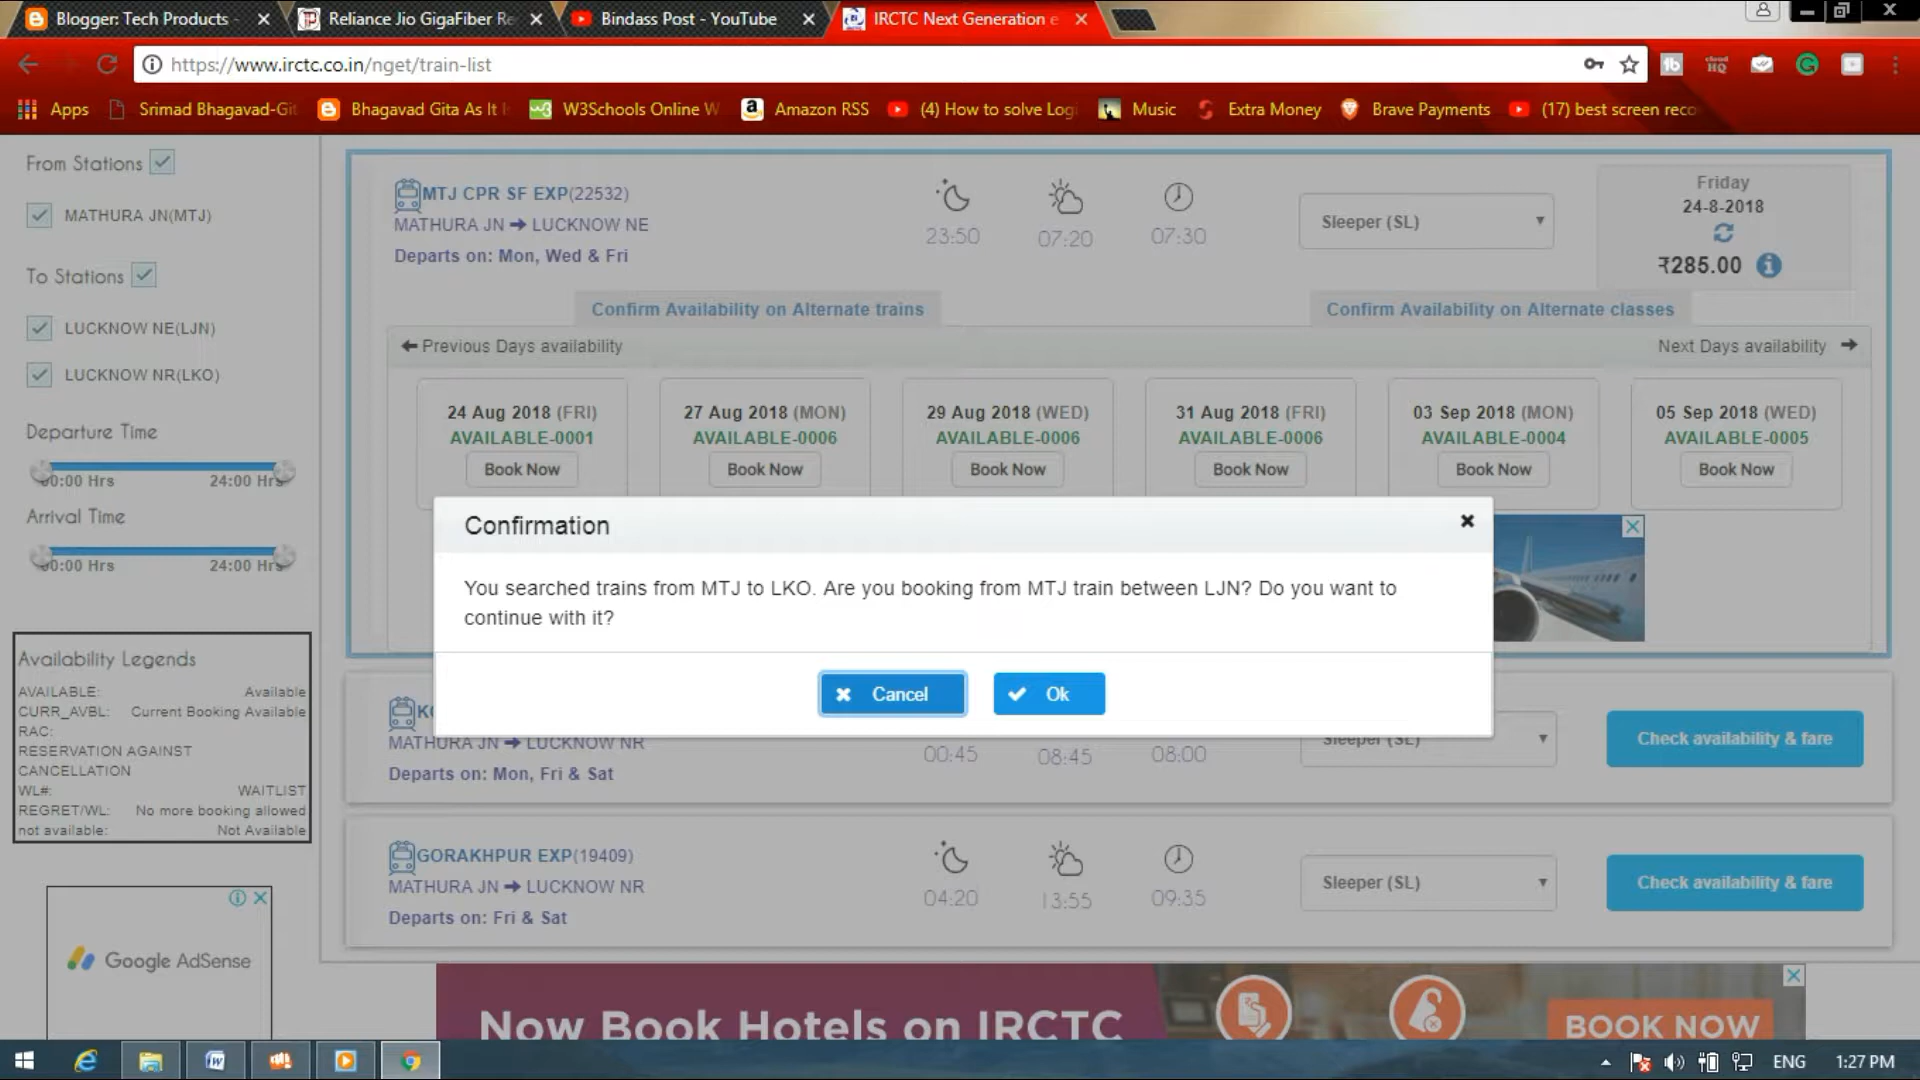 Blogger: Tech Products -
Reliance Jio GigaFiber Re
Bindass Post - YouTube
IRCTC Next Generation e
https://www.irctc.co.in/nget/train-list
Apps
Srimad Bhagavad-Git
Bhagavad Gita As It I
W3Schools Online W
Amazon RSS
(4) How to solve Logi
Music
Extra Money
Brave Payments
(17) best screen reco
From Stations
MATHURA JN(MTJ)
To Stations
LUCKNOW NE(LJN)
LUCKNOW NR(LKO)
Departure Time
00:00 Hrs 24:00 Hrs
Arrival Time
00:00 Hrs 24:00 Hrs
Availability Legends
AVAILABLE: Available
CURR_AVBL: Current Booking Available
RAC:
RESERVATION AGAINST
CANCELLATION
WL#: WAITLIST
REGRET/WL: No more booking allowed
not available: Not Available
Google AdSense
MTJ CPR SF EXP(22532)
MATHURA JN ➜ LUCKNOW NE
Departs on: Mon, Wed & Fri
23:50 07:20 07:30
Sleeper (SL)
Friday
24-8-2018
₹285.00
Confirm Availability on Alternate trains
Confirm Availability on Alternate classes
Previous Days availability
Next Days availability
24 Aug 2018 (FRI) 27 Aug 2018 (MON) 29 Aug 2018 (WED) 31 Aug 2018 (FRI) 03 Sep 2018 (MON) 05 Sep 2018 (WED)
AVAILABLE-0001 AVAILABLE-0006 AVAILABLE-0006 AVAILABLE-0006 AVAILABLE-0004 AVAILABLE-0005
Book Now Book Now Book Now Book Now Book Now Book Now
Confirmation
You searched trains from MTJ to LKO. Are you booking from MTJ train between LJN? Do you want to
continue with it?
Cancel
Ok
MATHURA JN ➜ LUCKNOW NR
Departs on: Mon, Fri & Sat
00:45 08:45 08:00
Sleeper (SL)
Check availability & fare
GORAKHPUR EXP(19409)
MATHURA JN ➜ LUCKNOW NR
Departs on: Fri & Sat
04:20 13:55 09:35
Sleeper (SL)
Check availability & fare
Now Book Hotels on IRCTC
BOOK NOW
ENG
1:27 PM